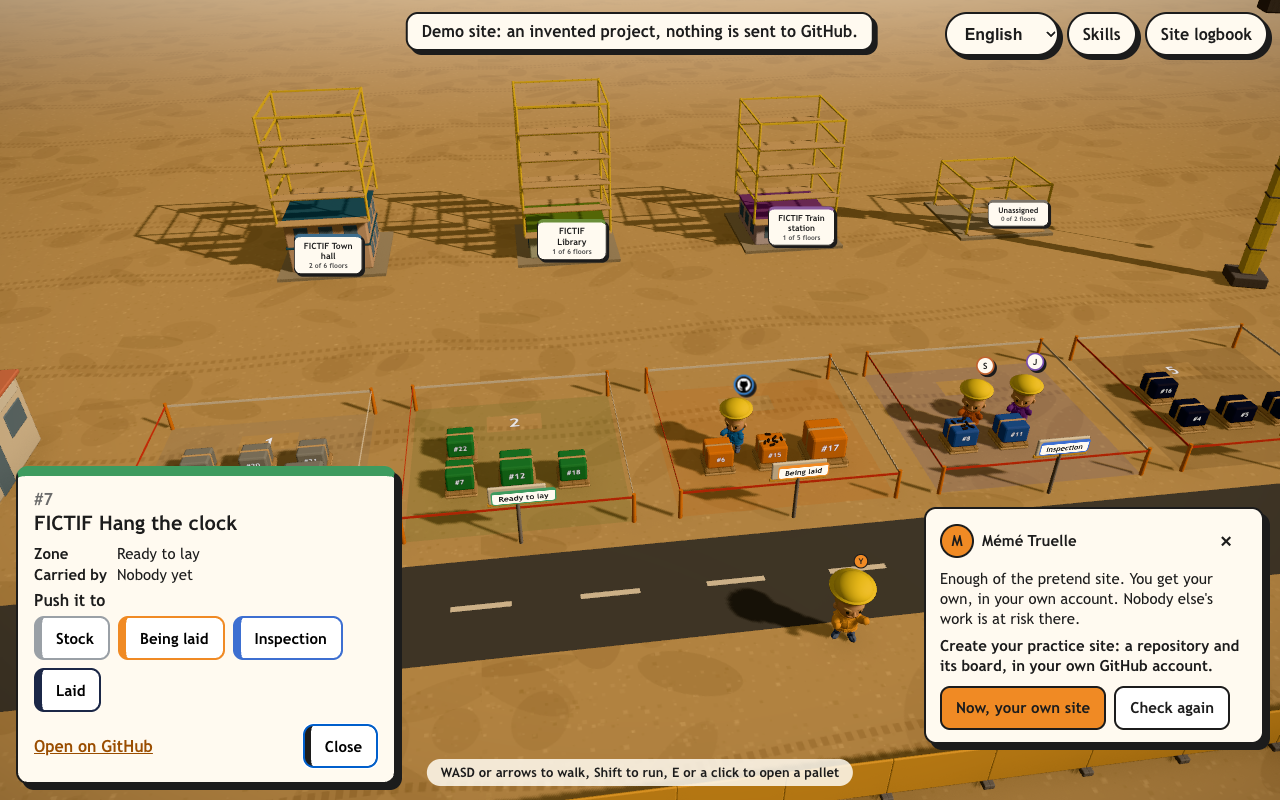 Demo site: an invented project, nothing is sent to GitHub.
English
Skills
Site logbook
FICTIF Town
hall
2 of 6 floors
FICTIF
Library
1 of 6 floors
FICTIF Train
station
1 of 5 floors
Unassigned
0 of 2 floors
2
#22
#7
#12
#18
Ready to lay
#6
#15
#17
Being laid
S
J
#8
#11
Inspection
#16
#4
#5
Y
#7
FICTIF Hang the clock
Zone Ready to lay
Carried by Nobody yet
Push it to
Stock
Being laid
Inspection
Laid
Open on GitHub
Close
M
Mémé Truelle
×
Enough of the pretend site. You get your
own, in your own account. Nobody else's
work is at risk there.
Create your practice site: a repository and
its board, in your own GitHub account.
Now, your own site
Check again
WASD or arrows to walk, Shift to run, E or a click to open a pallet